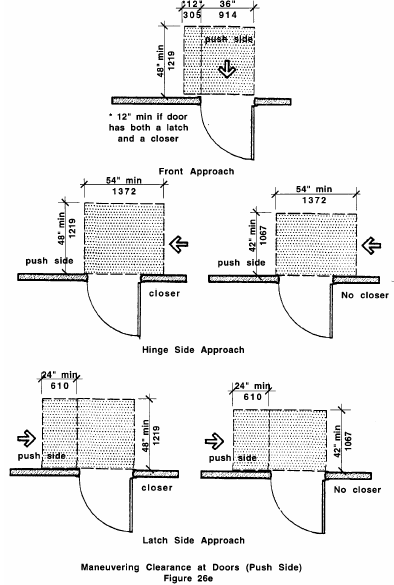 *12" 36"
305 914
push side
48" min
1219
* 12" min if door
has both a latch
and a closer
Front Approach
54" min
1372
48" min
1219
push side
closer
54" min
1372
42" min
1067
push side
No closer
Hinge Side Approach
24" min
610
48" min
1219
push side
closer
24" min
610
42" min
1067
push side
No closer
Latch Side Approach
Maneuvering Clearance at Doors (Push Side)
Figure 26e